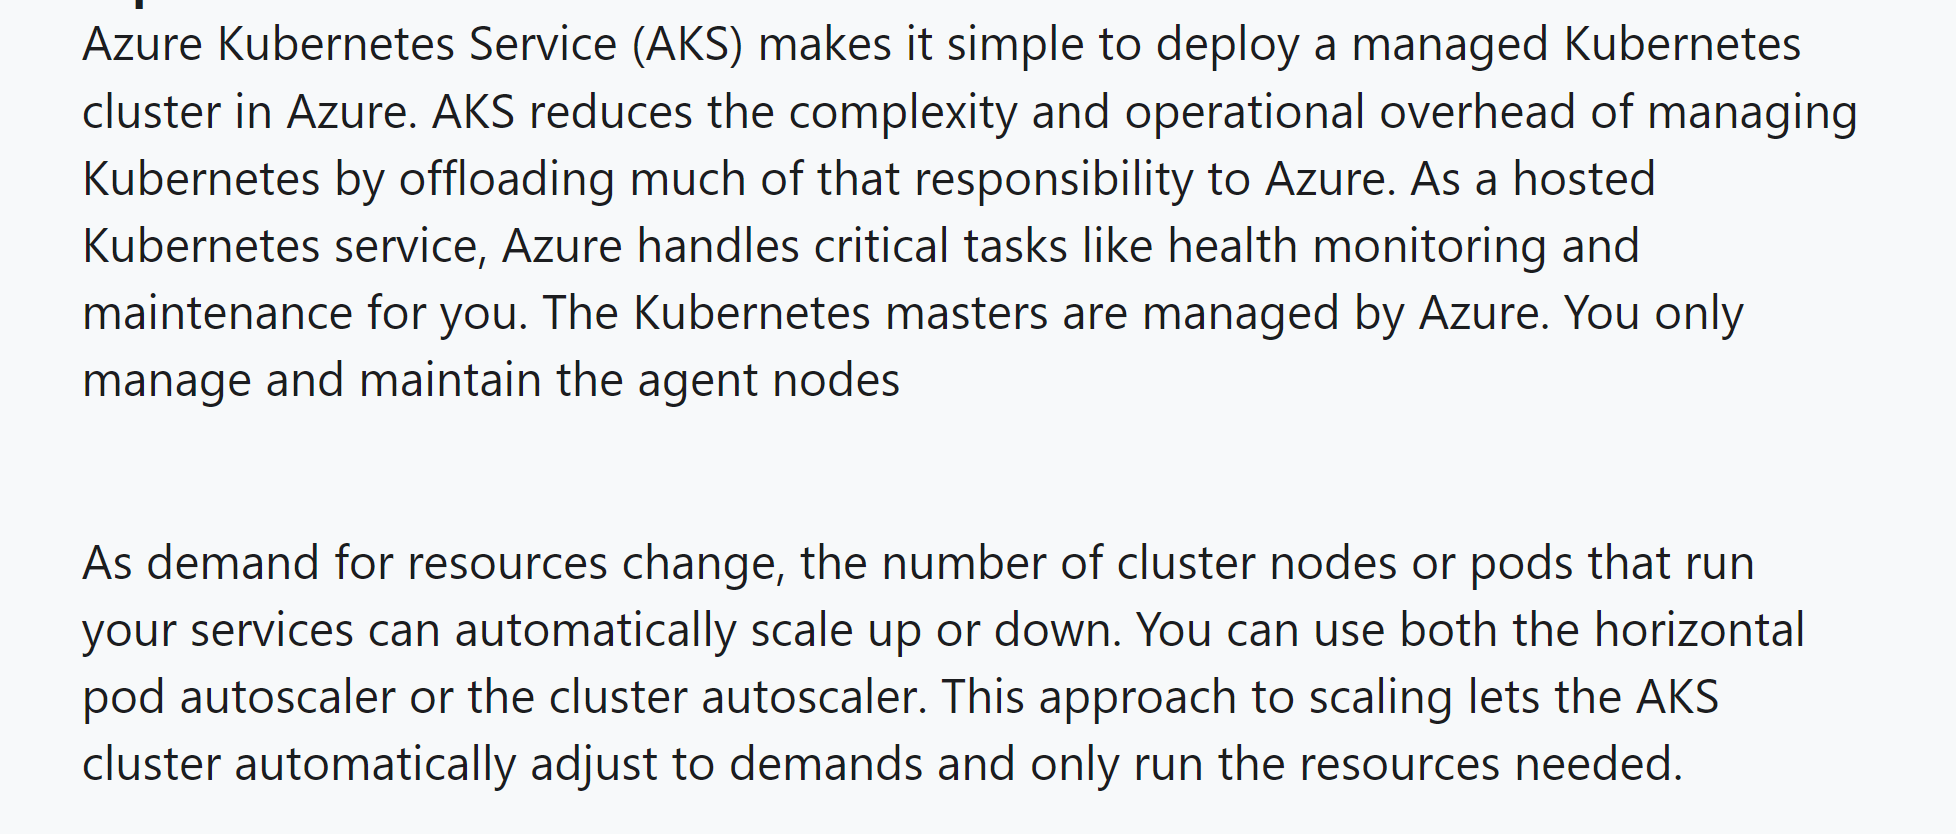 Azure Kubernetes Service (AKS) makes it simple to deploy a managed Kubernetes
cluster in Azure. AKS reduces the complexity and operational overhead of managing
Kubernetes by offloading much of that responsibility to Azure. As a hosted
Kubernetes service, Azure handles critical tasks like health monitoring and
maintenance for you. The Kubernetes masters are managed by Azure. You only
manage and maintain the agent nodes
As demand for resources change, the number of cluster nodes or pods that run
your services can automatically scale up or down. You can use both the horizontal
pod autoscaler or the cluster autoscaler. This approach to scaling lets the AKS
cluster automatically adjust to demands and only run the resources needed.